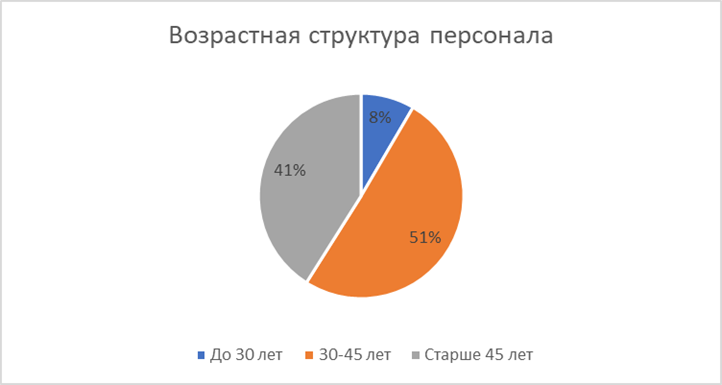 Возрастная структура персонала
8%
41%
51%
До 30 лет 30-45 лет Старше 45 лет